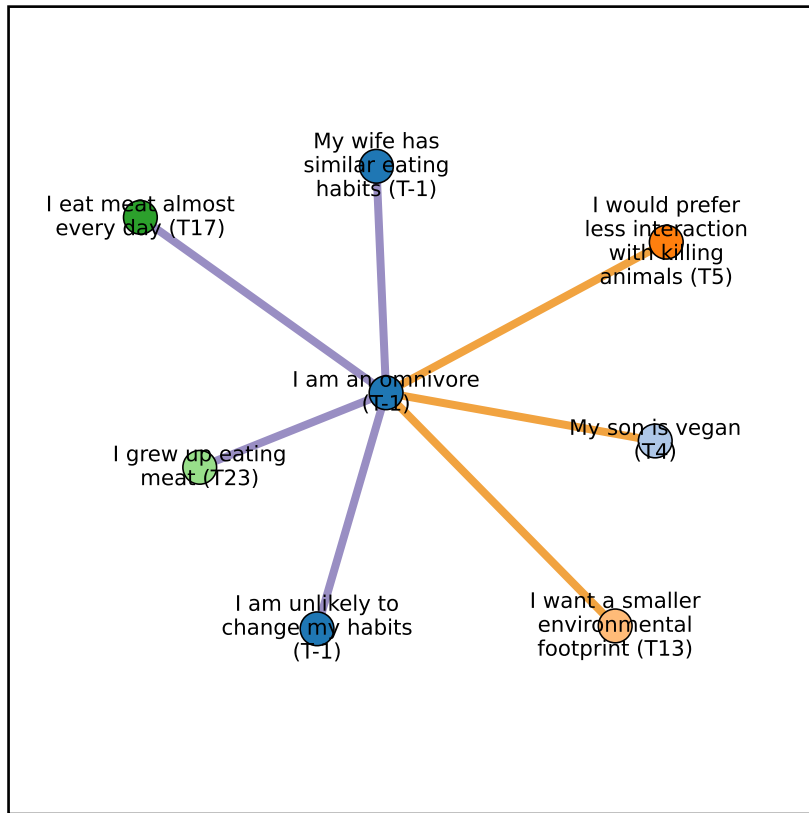 My wife has
similar eating
habits (T-1)
I eat meat almost
every day (T17)
I would prefer
less interaction
with killing
animals (T5)
I am an omnivore
(T-1)
My son is vegan
(T4)
I grew up eating
meat (T23)
I am unlikely to
change my habits
(T-1)
I want a smaller
environmental
footprint (T13)